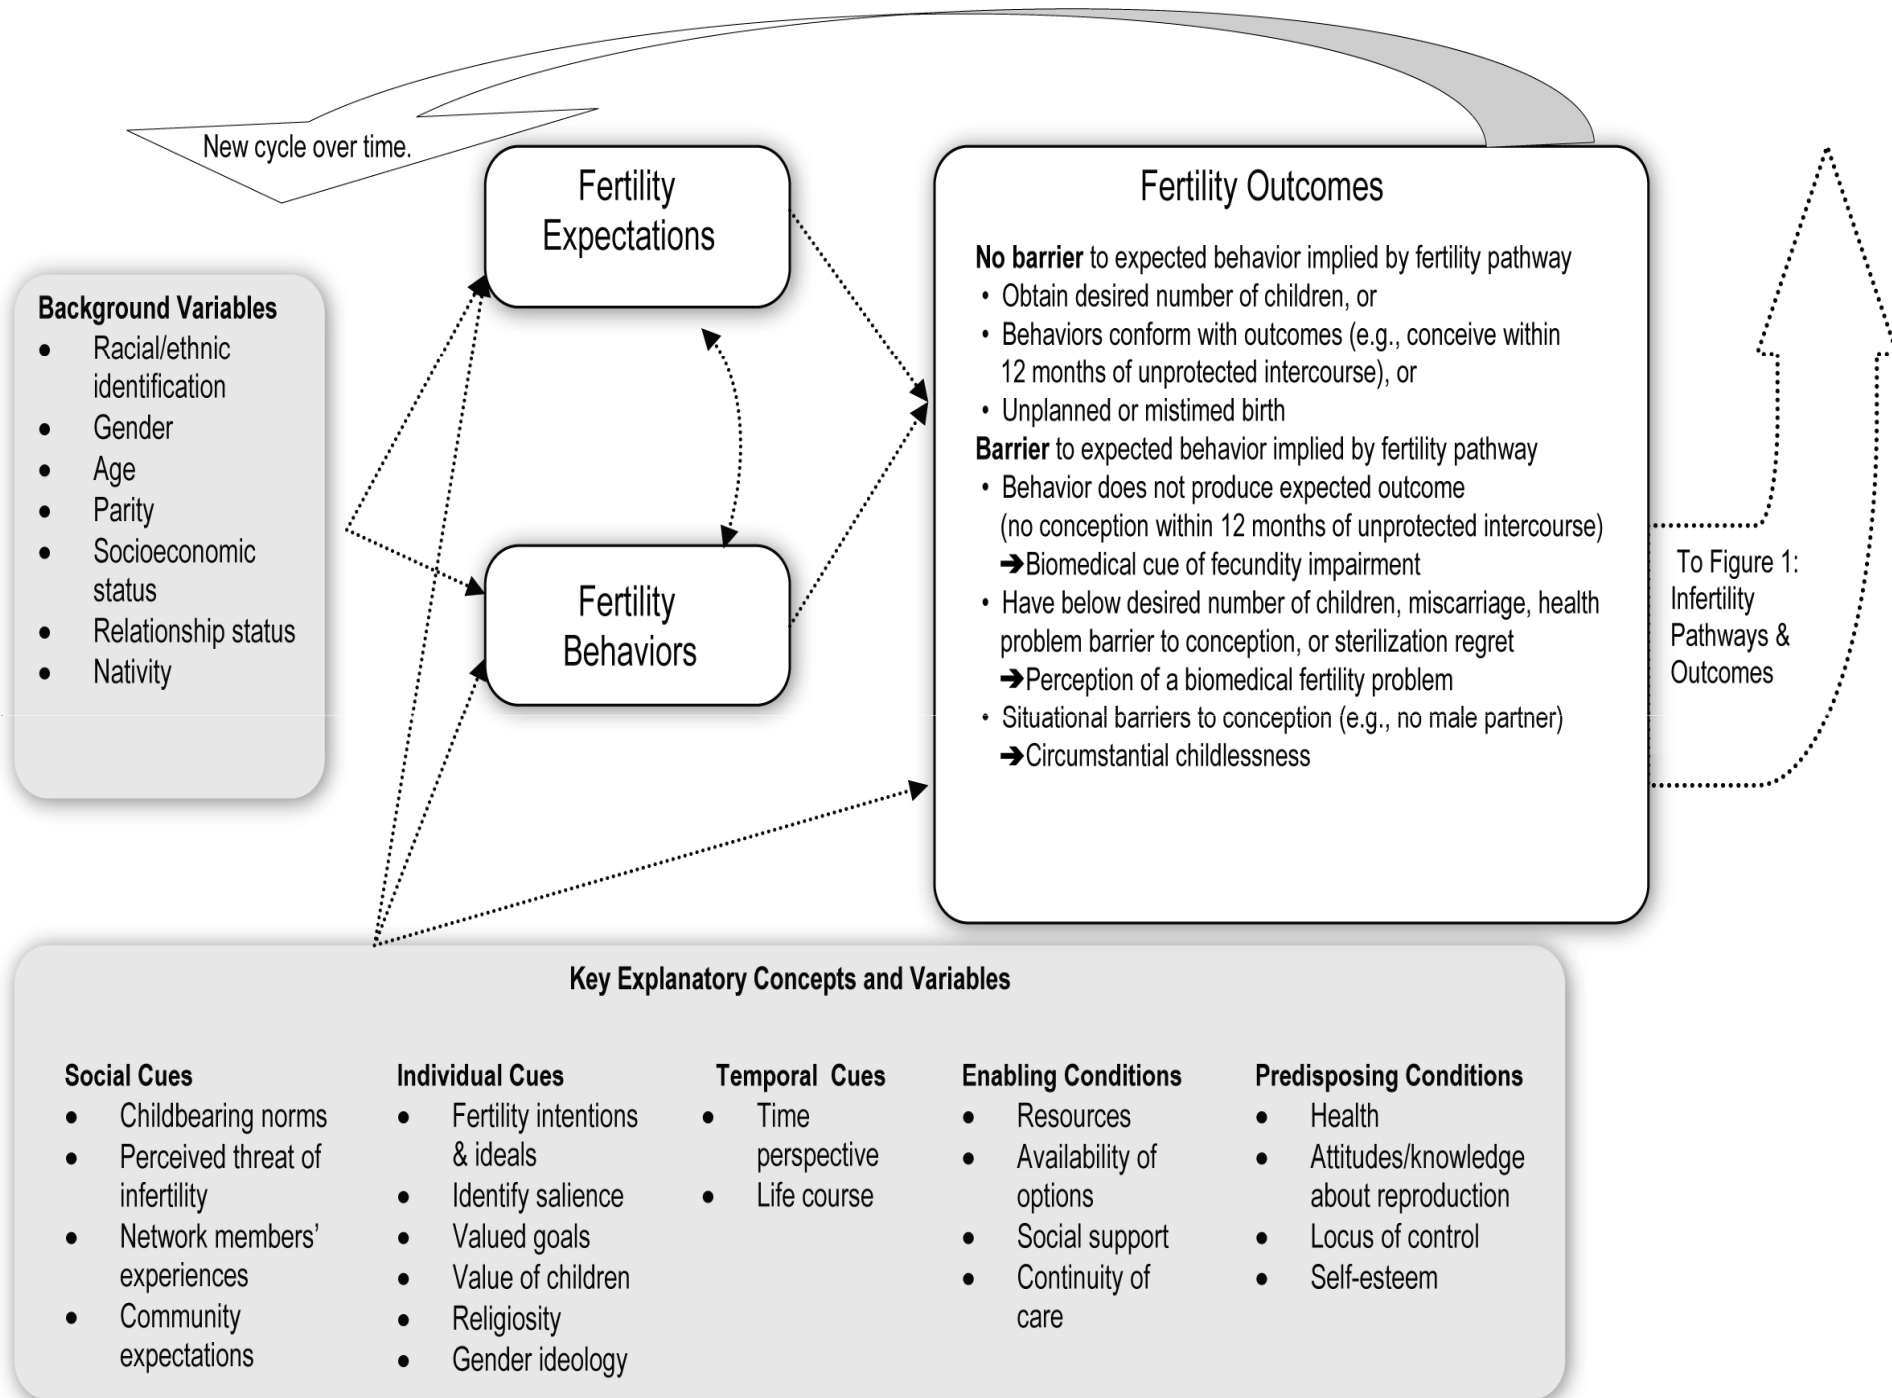 New cycle over time.
Fertility
Expectations
Background Variables
• Racial/ethnic
identification
• Gender
• Age
• Parity
• Socioeconomic
status
• Relationship status
• Nativity
Fertility
Behaviors
Fertility Outcomes
No barrier to expected behavior implied by fertility pathway
• Obtain desired number of children, or
• Behaviors conform with outcomes (e.g., conceive within
12 months of unprotected intercourse), or
• Unplanned or mistimed birth
Barrier to expected behavior implied by fertility pathway
• Behavior does not produce expected outcome
(no conception within 12 months of unprotected intercourse)
➔Biomedical cue of fecundity impairment
• Have below desired number of children, miscarriage, health
problem barrier to conception, or sterilization regret
➔Perception of a biomedical fertility problem
• Situational barriers to conception (e.g., no male partner)
➔Circumstantial childlessness
To Figure 1:
Infertility
Pathways &
Outcomes
Key Explanatory Concepts and Variables
Social Cues
• Childbearing norms
• Perceived threat of
infertility
• Network members’
experiences
• Community
expectations
Individual Cues
• Fertility intentions
& ideals
• Identify salience
• Valued goals
• Value of children
• Religiosity
• Gender ideology
Temporal Cues
• Time
perspective
• Life course
Enabling Conditions
• Resources
• Availability of
options
• Social support
• Continuity of
care
Predisposing Conditions
• Health
• Attitudes/knowledge
about reproduction
• Locus of control
• Self-esteem